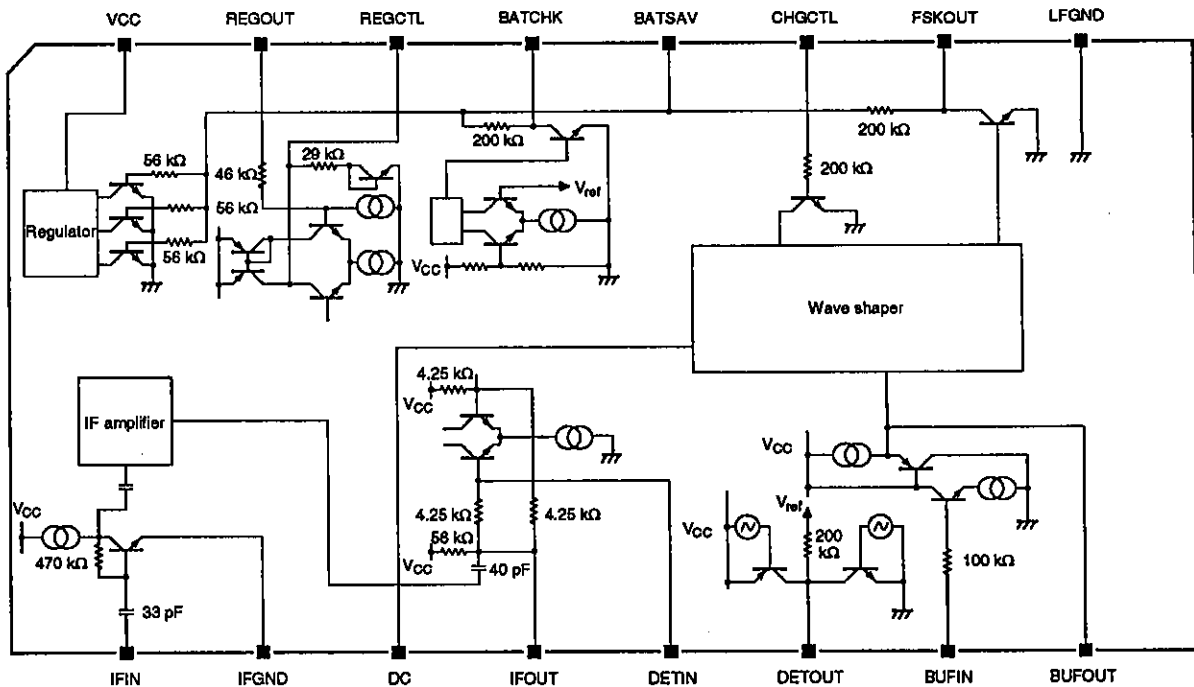 VCC
REGOUT
REGCTL
BATCHK
BATSAV
CHGCTL
FSKOUT
LFGND
200 kΩ
200 kΩ
56 kΩ
46 kΩ
29 kΩ
200 kΩ
Vref
56 kΩ
Regulator
56 kΩ
VCC
Wave shaper
4.25 kΩ
VCC
IF amplifier
VCC
Vref
VCC
4.25 kΩ
4.25 kΩ
VCC
200 kΩ
470 kΩ
56 kΩ
VCC
40 pF
100 kΩ
33 pF
IFIN
IFGND
DC
IFOUT
DETIN
DETOUT
BUFIN
BUFOUT